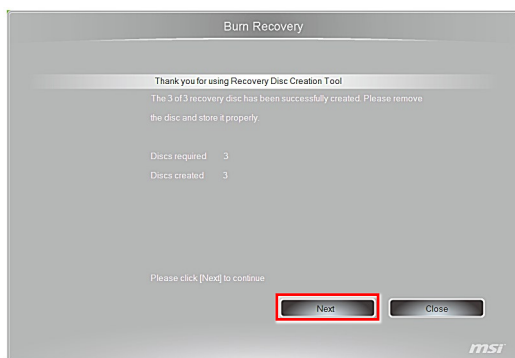 Burn Recovery
Thank you for using Recovery Disc Creation Tool
The 3 of 3 recovery disc has been successfully created. Please remove
the disc and store it properly.
Discs required 3
Discs created 3
Please click [Next] to continue
Next Close
msi